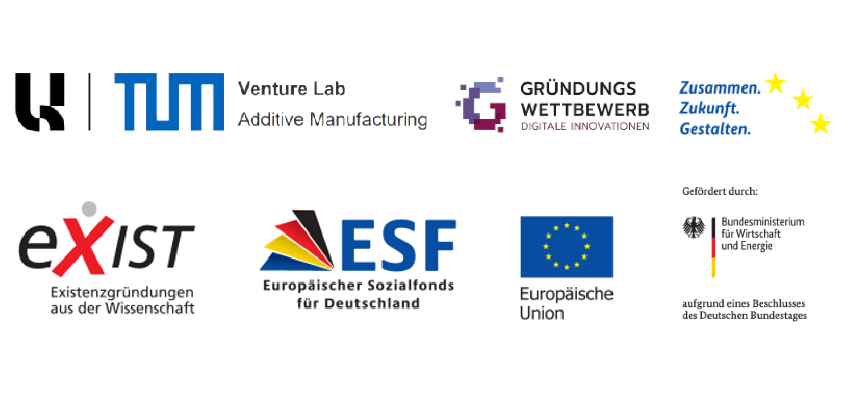 TUM
Venture Lab
Additive Manufacturing
GRÜNDUNGS
WETTBEWERB
DIGITALE INNOVATIONEN
Zusammen.
Zukunft.
Gestalten.
eXIST
Existenzgründungen
aus der Wissenschaft
ESF
Europäischer Sozialfonds
für Deutschland
Europäische
Union
Gefördert durch:
Bundesministerium
für Wirtschaft
und Energie
aufgrund eines Beschlusses
des Deutschen Bundestages